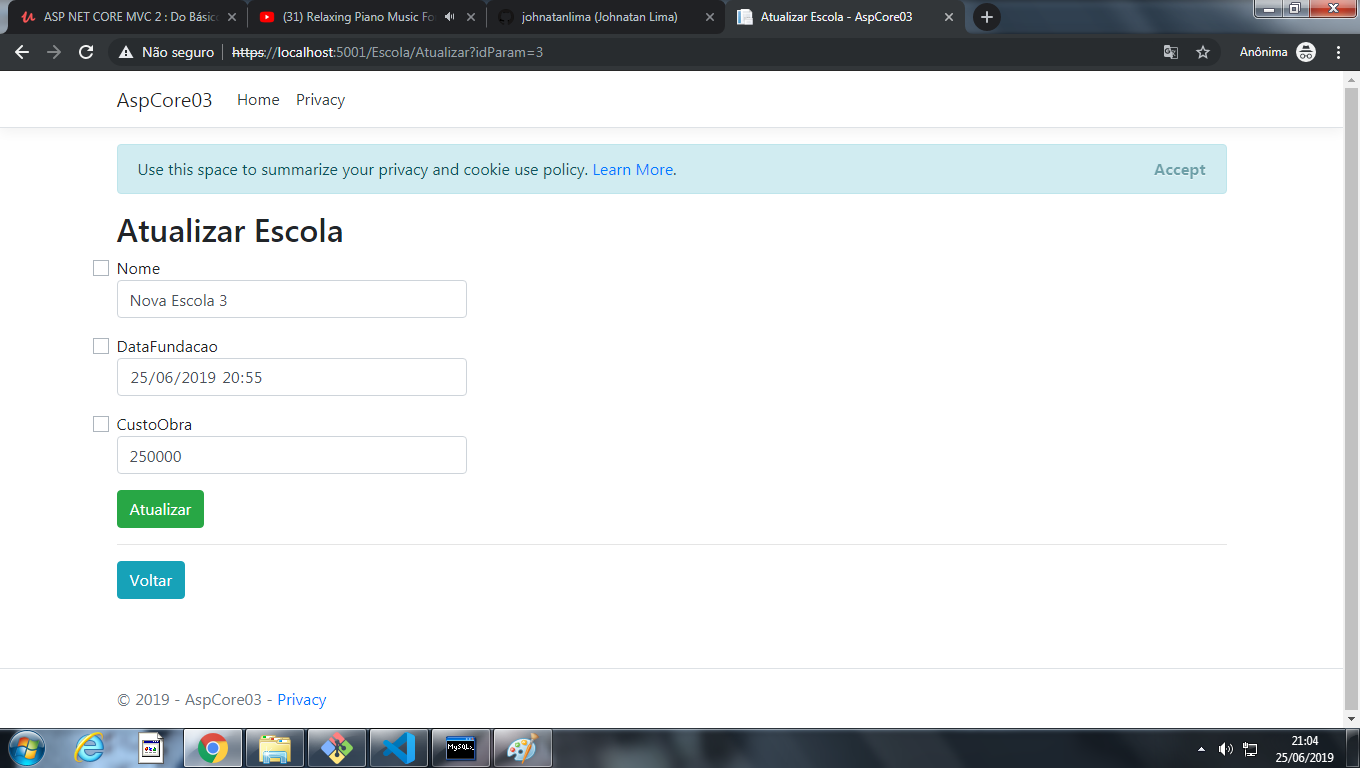 ASP NET CORE MVC 2 : Do Básic
(31) Relaxing Piano Music Fo
johnatanlima (Johnatan Lima)
Atualizar Escola - AspCore03
Não seguro
https://localhost:5001/Escola/Atualizar?idParam=3
Anônima
AspCore03
Home
Privacy
Use this space to summarize your privacy and cookie use policy. Learn More.
Accept
Atualizar Escola
Nome
Nova Escola 3
DataFundacao
25/06/2019 20:55
CustoObra
250000
Atualizar
Voltar
© 2019 - AspCore03 - Privacy
MySQL
21:04
25/06/2019